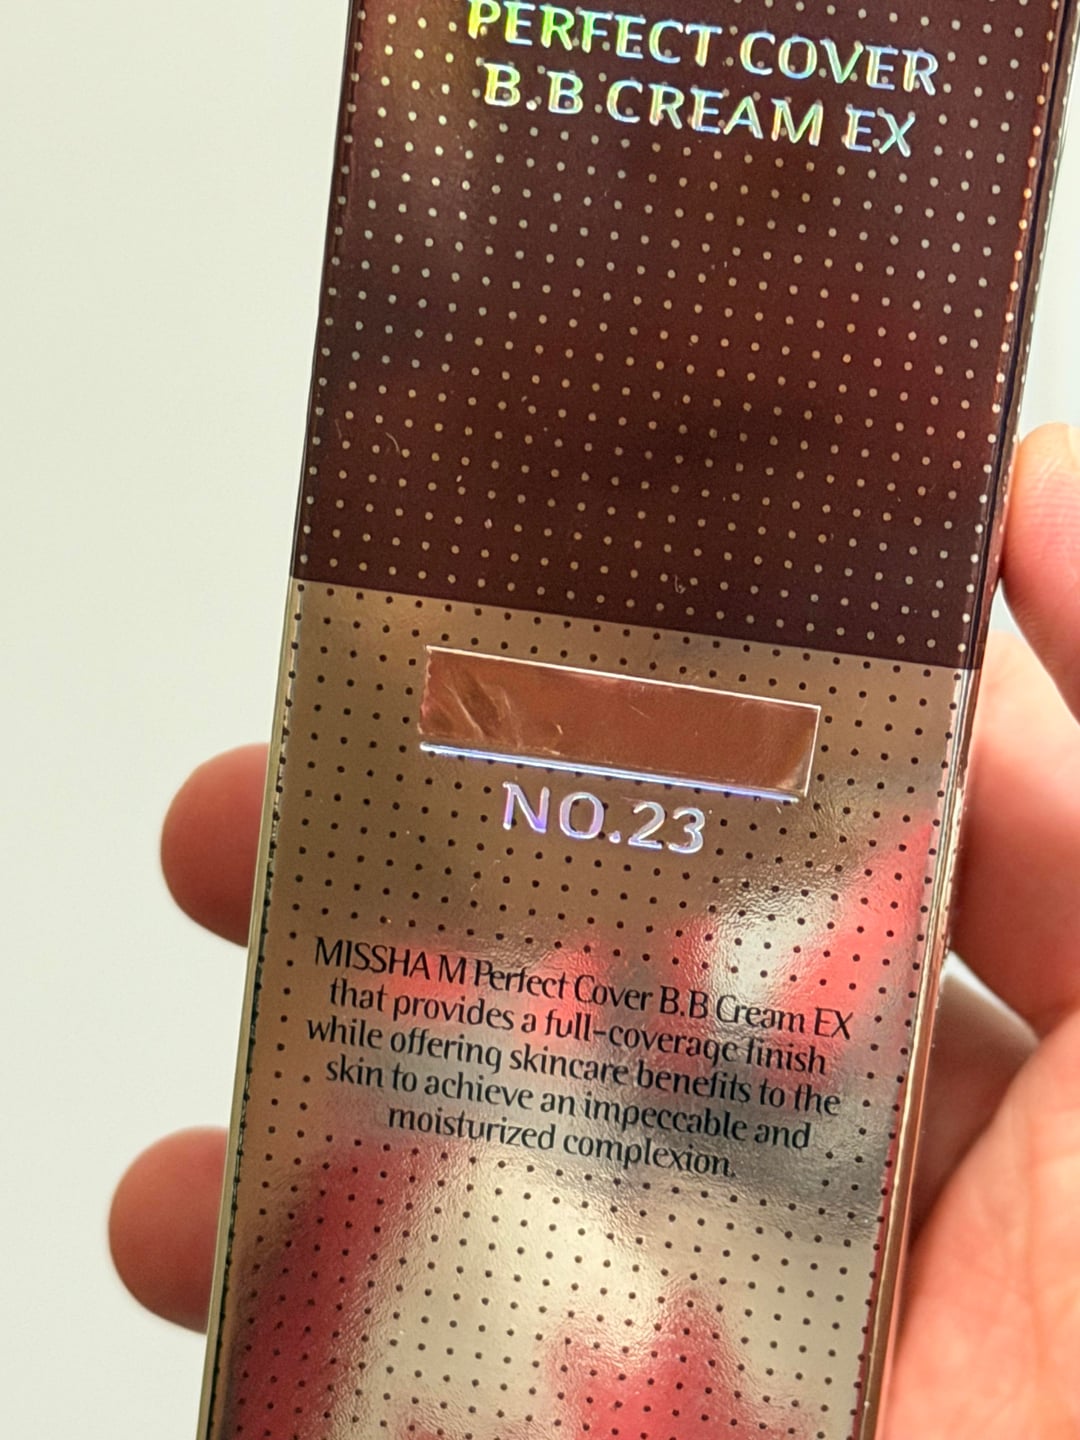 PERFECT COVER
B.B CREAM EX
NO.23
MISSHA M Perfect Cover B.B Cream EX
that provides a full-coverage finish
while offering skincare benefits to the
skin to achieve an impeccable and
moisturized complexion.